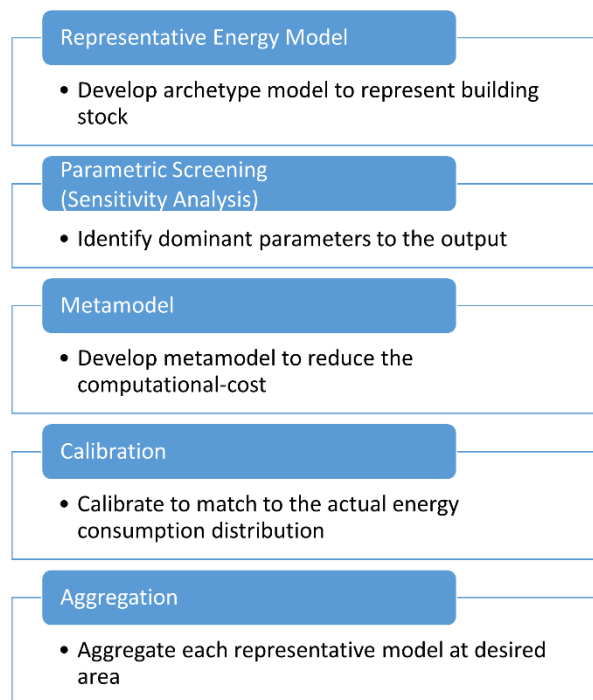 Representative Energy Model
• Develop archetype model to represent building
stock
Parametric Screening
(Sensitivity Analysis)
• Identify dominant parameters to the output
Metamodel
• Develop metamodel to reduce the
computational-cost
Calibration
• Calibrate to match to the actual energy
consumption distribution
Aggregation
• Aggregate each representative model at desired
area